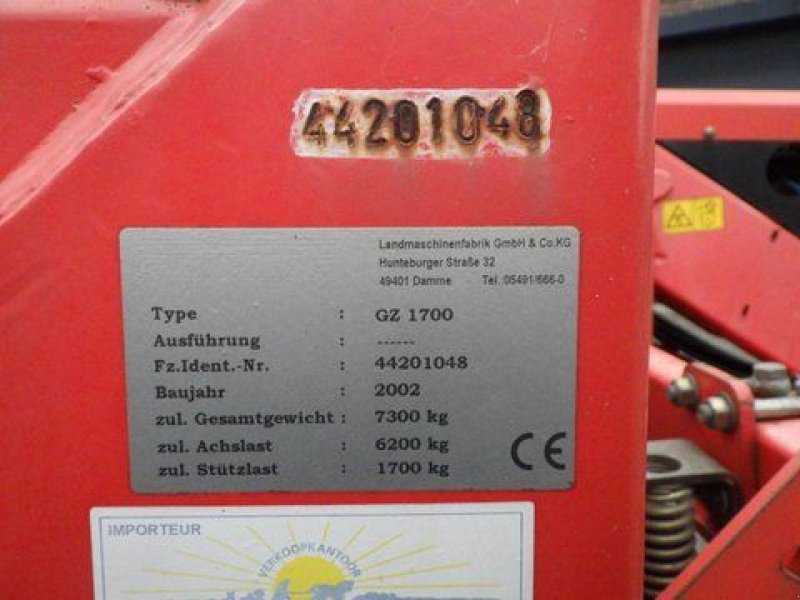 44201048
Landmaschinenfabrik GmbH & Co.KG
Hunteburger Straße 32
49401 Damme Tel.:05491/666-0
Type : GZ 1700
Ausführung : ------
Fz.Ident.-Nr. : 44201048
Baujahr : 2002
zul. Gesamtgewicht : 7300 kg
zul. Achslast : 6200 kg
zul. Stützlast : 1700 kg
CE
IMPORTEUR
VERKOOPKANTOOR